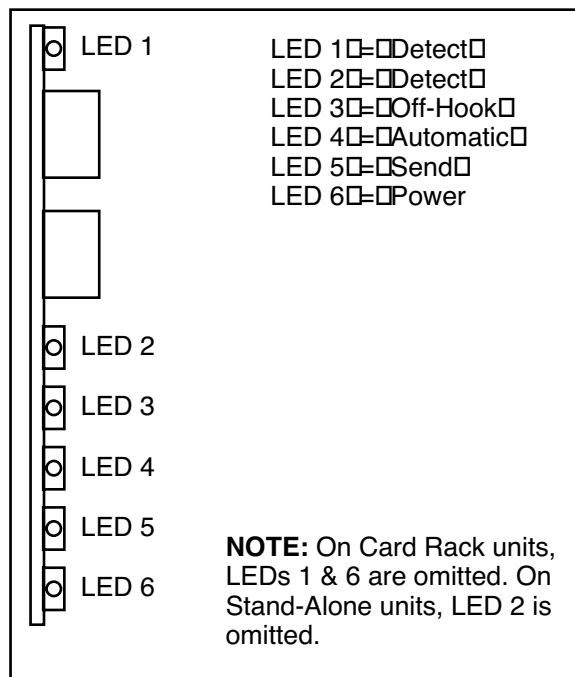 LED 1
LED 1□=□Detect□
LED 2□=□Detect□
LED 3□=□Off-Hook□
LED 4□=□Automatic□
LED 5□=□Send□
LED 6□=□Power
LED 2
LED 3
LED 4
LED 5
LED 6
NOTE: On Card Rack units,
LEDs 1 & 6 are omitted. On
Stand-Alone units, LED 2 is
omitted.